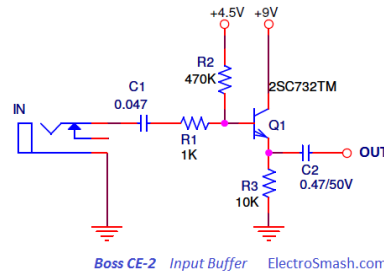 +4.5V +9V
R2
470K
2SC732TM
C1
0.047
IN
Q1
R1
1K
OUT
C2
0.47/50V
R3
10K
Boss CE-2 Input Buffer ElectroSmash.com